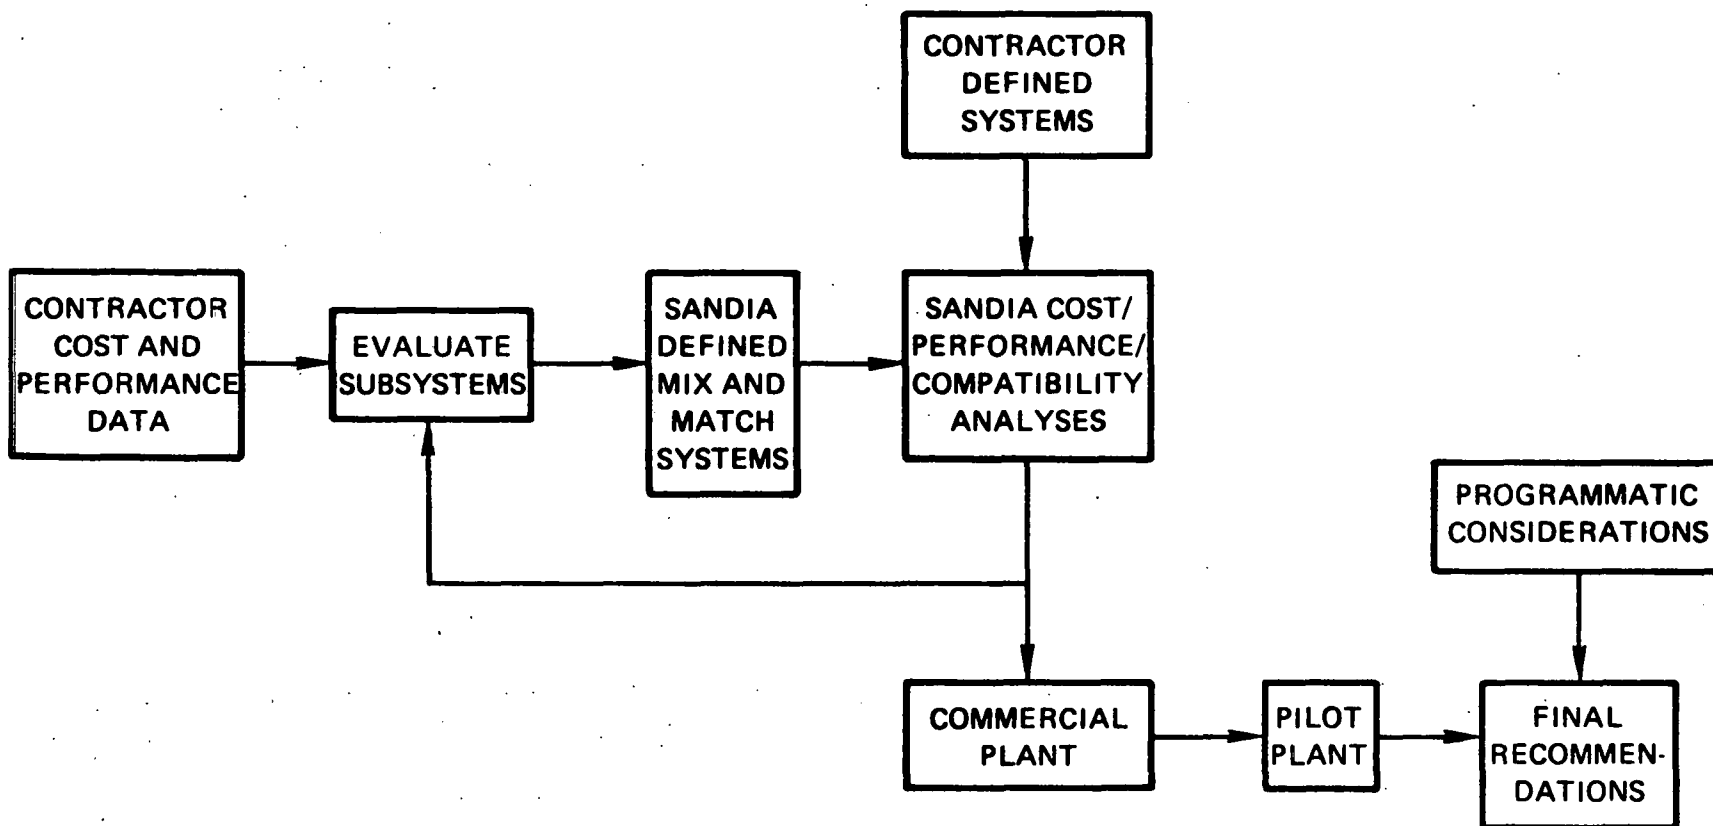 CONTRACTOR
DEFINED
SYSTEMS
CONTRACTOR
COST AND
PERFORMANCE
DATA
EVALUATE
SUBSYSTEMS
SANDIA
DEFINED
MIX AND
MATCH
SYSTEMS
SANDIA COST/
PERFORMANCE/
COMPATIBILITY
ANALYSES
PROGRAMMATIC
CONSIDERATIONS
COMMERCIAL
PLANT
PILOT
PLANT
FINAL
RECOMMEN-
DATIONS